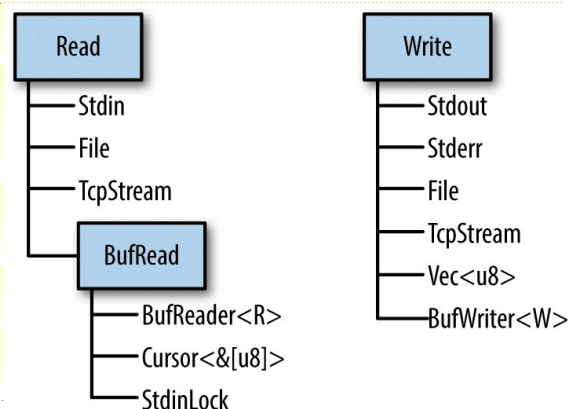 Read
Stdin
File
TcpStream
BufRead
BufReader<R>
Cursor<&[u8]>
StdinLock
Write
Stdout
Stderr
File
TcpStream
Vec<u8>
BufWriter<W>